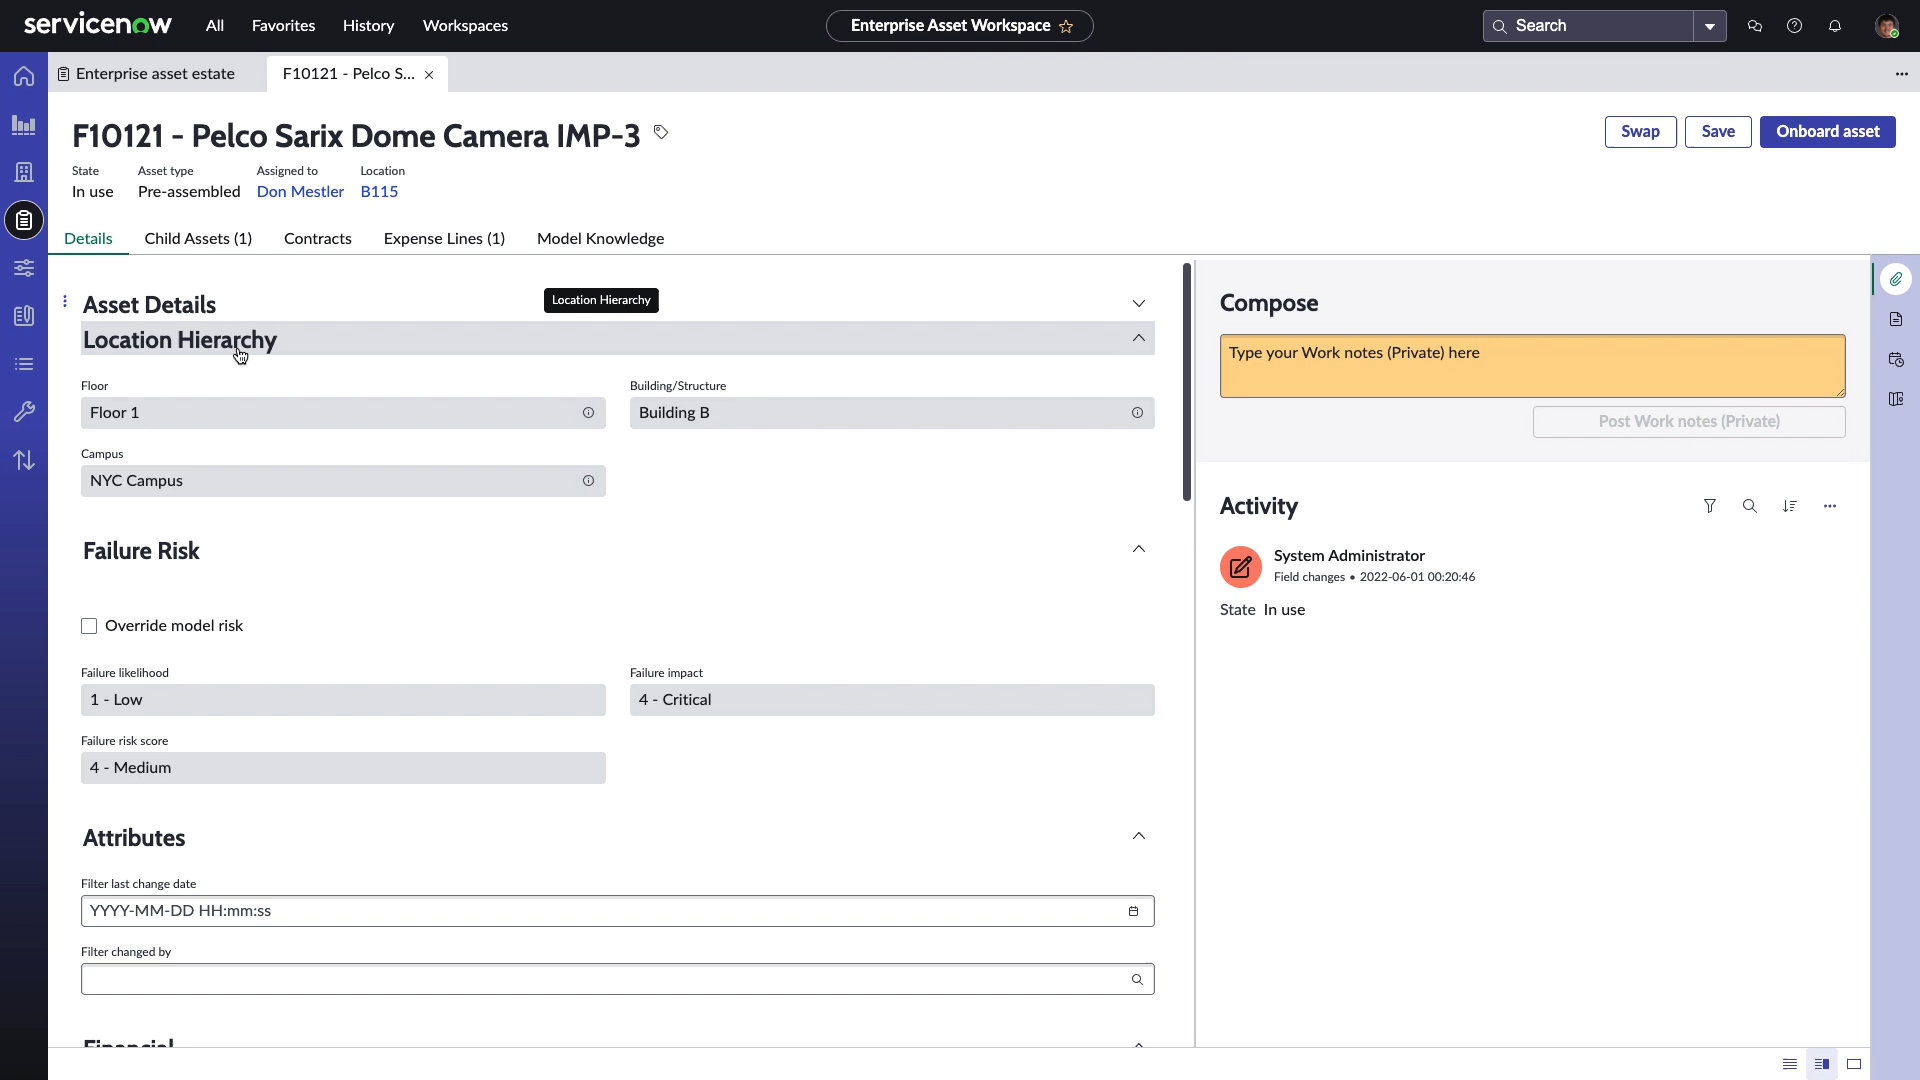 servicenow All Favorites History Workspaces Enterprise Asset Workspace Search
Enterprise asset estate F10121 - Pelco S...
F10121 - Pelco Sarix Dome Camera IMP-3
Swap Save Onboard asset
State Asset type Assigned to Location
In use Pre-assembled Don Mestler B115
Details Child Assets (1) Contracts Expense Lines (1) Model Knowledge
Asset Details
Location Hierarchy
Location Hierarchy
Floor Building/Structure
Floor 1 Building B
Campus
NYC Campus
Failure Risk
Override model risk
Failure likelihood Failure impact
1 - Low 4 - Critical
Failure risk score
4 - Medium
Attributes
Filter last change date
YYYY-MM-DD HH:mm:ss
Filter changed by
Financial
Compose
Type your Work notes (Private) here
Post Work notes (Private)
Activity
System Administrator
Field changes • 2022-06-01 00:20:46
State In use